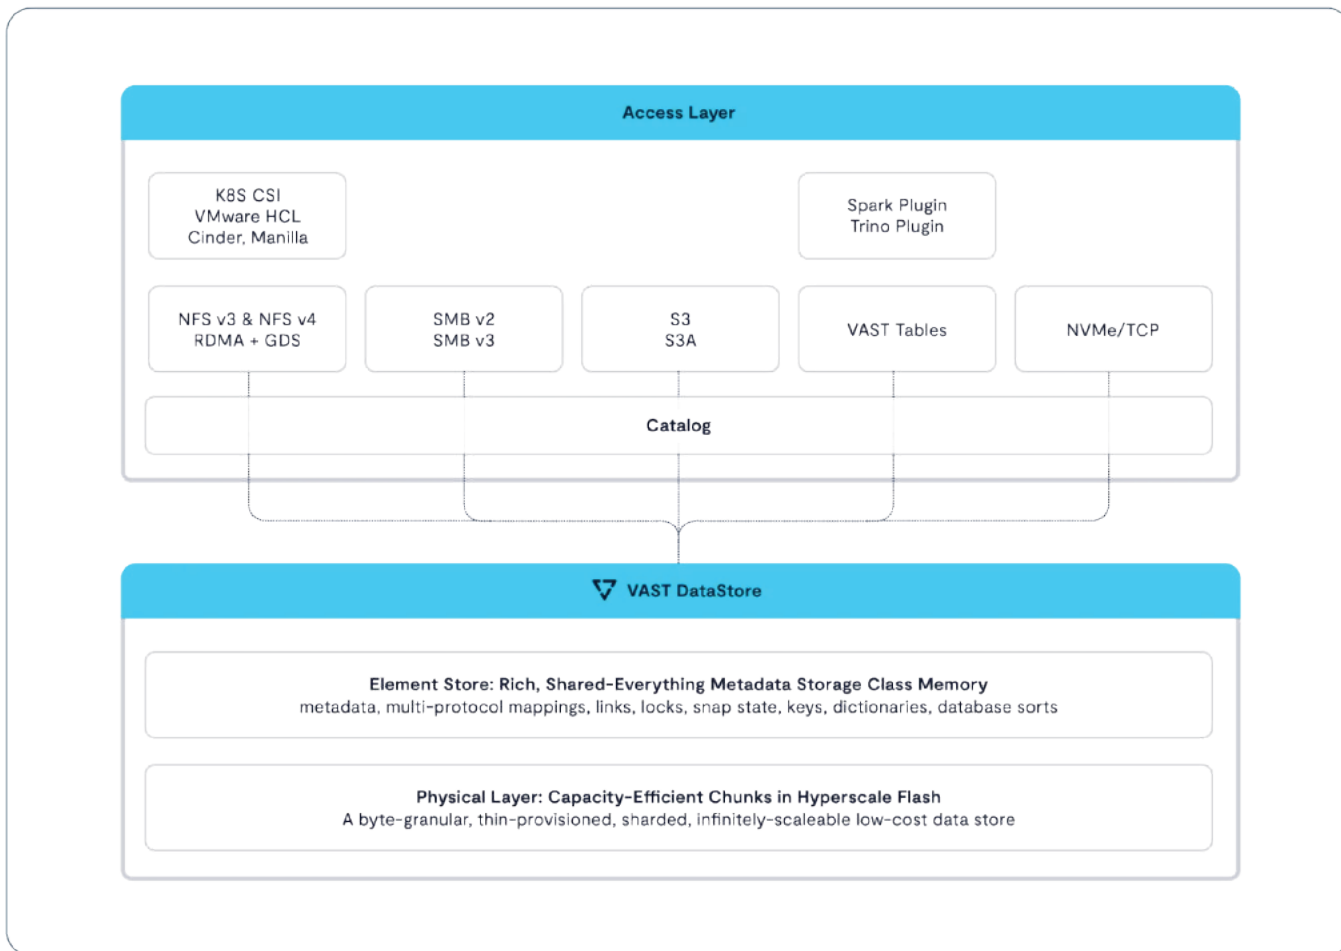 Access Layer
K8S CSI
VMware HCL
Cinder, Manilla
Spark Plugin
Trino Plugin
NFS v3 & NFS v4
RDMA + GDS
SMB v2
SMB v3
S3
S3A
VAST Tables
NVMe/TCP
Catalog
VAST DataStore
Element Store: Rich, Shared-Everything Metadata Storage Class Memory
metadata, multi-protocol mappings, links, locks, snap state, keys, dictionaries, database sorts
Physical Layer: Capacity-Efficient Chunks in Hyperscale Flash
A byte-granular, thin-provisioned, sharded, infinitely-scaleable low-cost data store